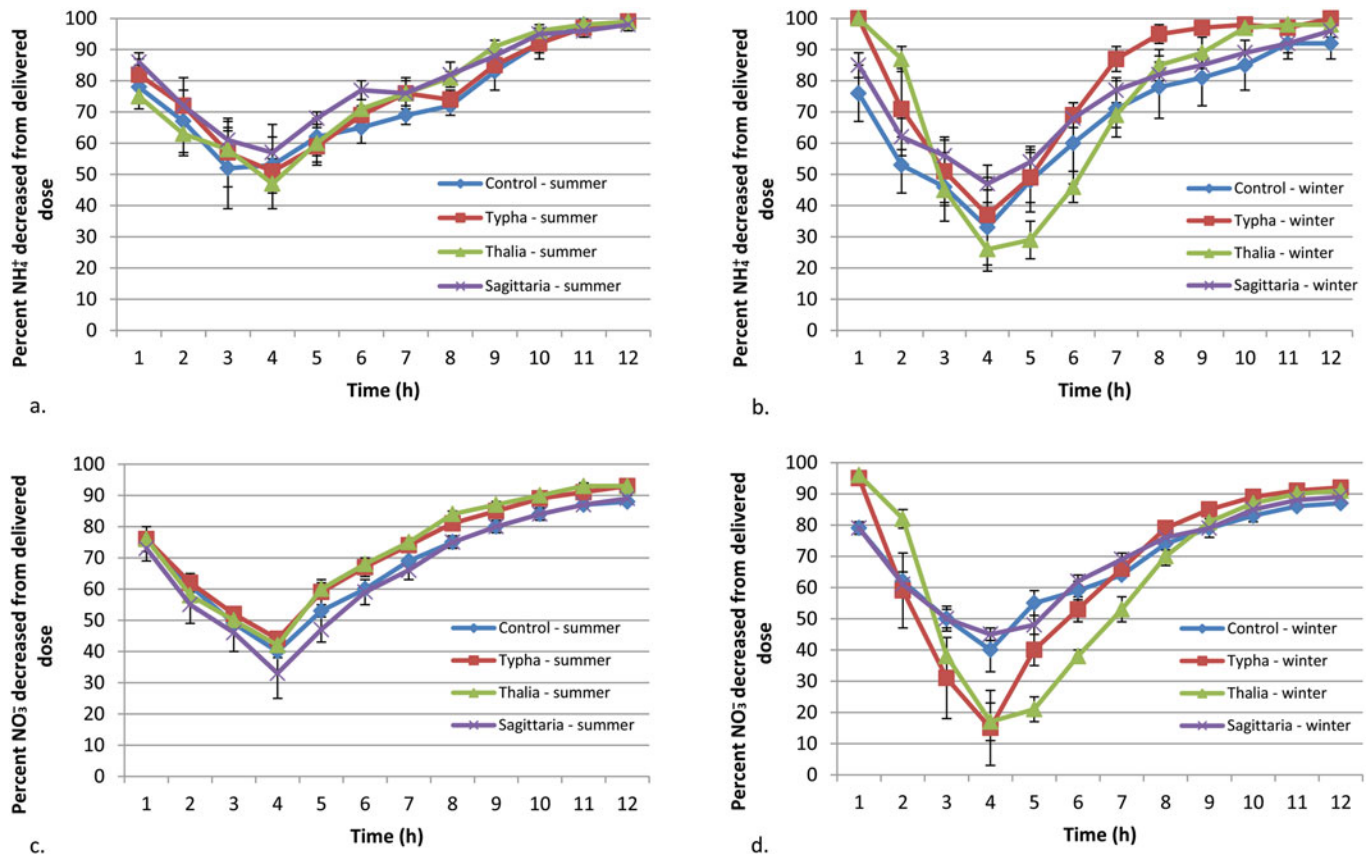 Percent NH₄⁺ decreased from delivered
dose
100
90
80
70
60
50
40
30
20
10
0
Control - summer
Typha - summer
Thalia - summer
Sagittaria - summer
1 2 3 4 5 6 7 8 9 10 11 12
Time (h)
a.
Percent NH₄⁺ decreased from delivered
dose
100
90
80
70
60
50
40
30
20
10
0
Control - winter
Typha - winter
Thalia - winter
Sagittaria - winter
1 2 3 4 5 6 7 8 9 10 11 12
Time (h)
b.
Percent NO₃ decreased from delivered
dose
100
90
80
70
60
50
40
30
20
10
0
Control - summer
Typha - summer
Thalia - summer
Sagittaria - summer
1 2 3 4 5 6 7 8 9 10 11 12
Time (h)
c.
Percent NO₃ decreased from delivered
dose
100
90
80
70
60
50
40
30
20
10
0
Control - winter
Typha - winter
Thalia - winter
Sagittaria - winter
1 2 3 4 5 6 7 8 9 10 11 12
Time (h)
d.